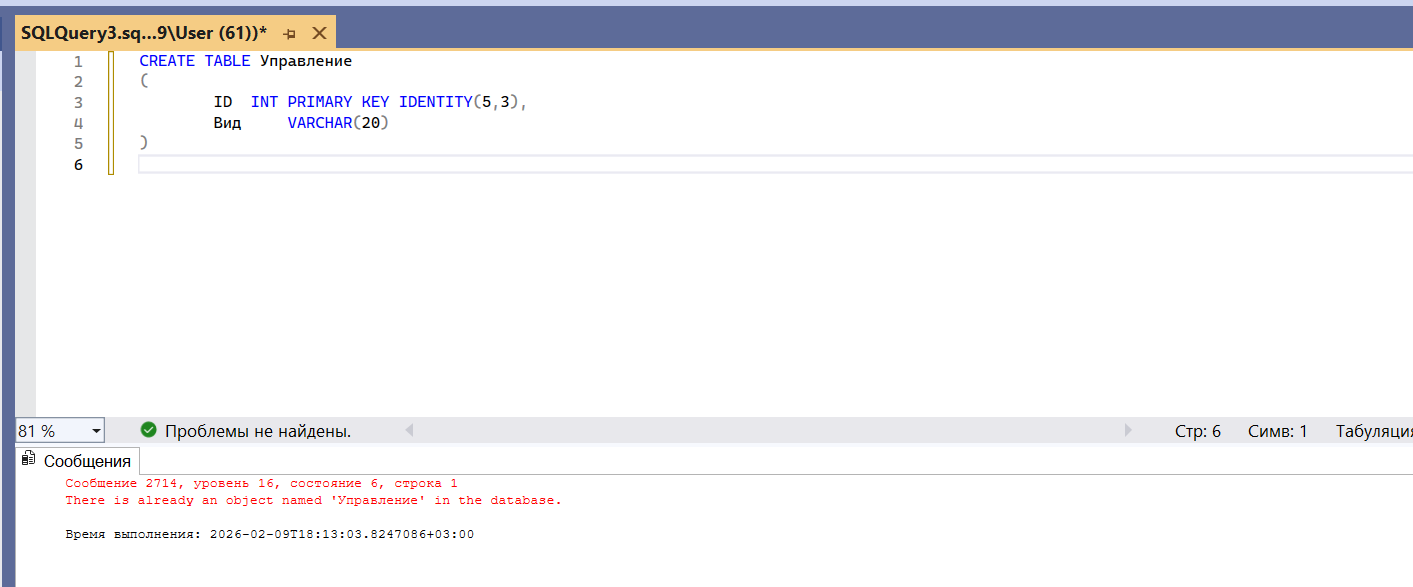 SQLQuery3.sq...9\User (61))*
1 CREATE TABLE Управление
2 (
3 ID INT PRIMARY KEY IDENTITY(5,3),
4 Вид VARCHAR(20)
5 )
6
81 % Проблемы не найдены. Стр: 6 Симв: 1
Сообщения
Сообщение 2714, уровень 16, состояние 6, строка 1
There is already an object named 'Управление' in the database.
Время выполнения: 2026-02-09T18:13:03.8247086+03:00